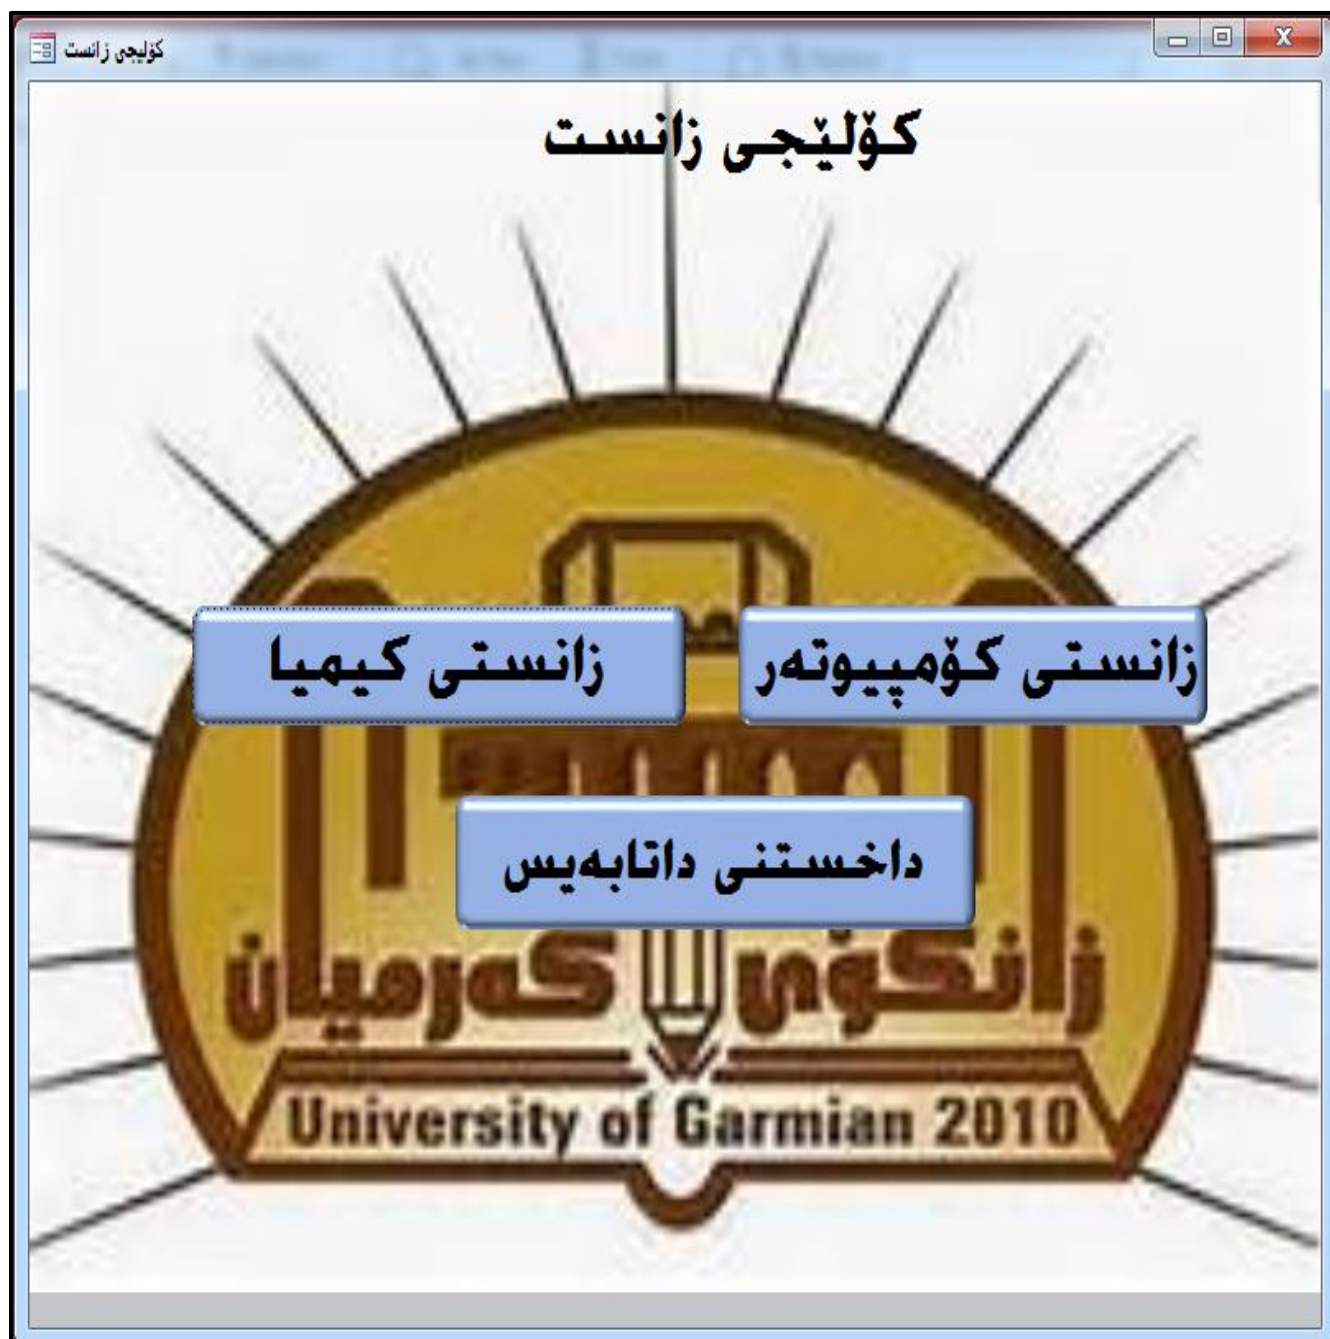 کۆلیجی زانست
کۆلێجی زانست
زانستی کۆمپیوتەر
زانستی کیمیا
داخستنی داتابەیس
زانکۆی گەرمیان
University of Garmian 2010